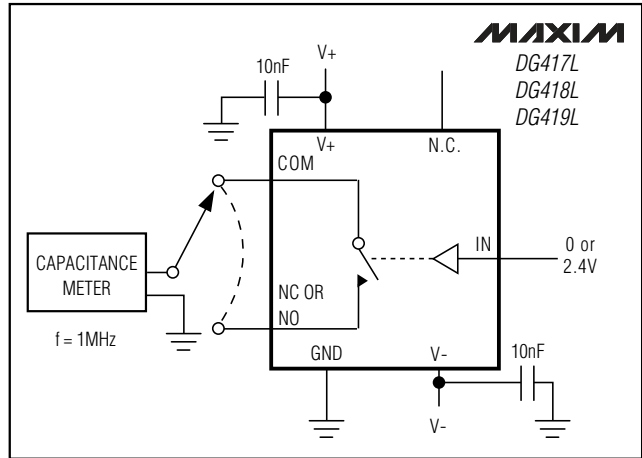 MAXIM
DG417L
DG418L
DG419L
V+
10nF
V+
N.C.
COM
IN
0 or
2.4V
CAPACITANCE
METER
f = 1MHz
NC OR
NO
GND
V-
10nF
V-